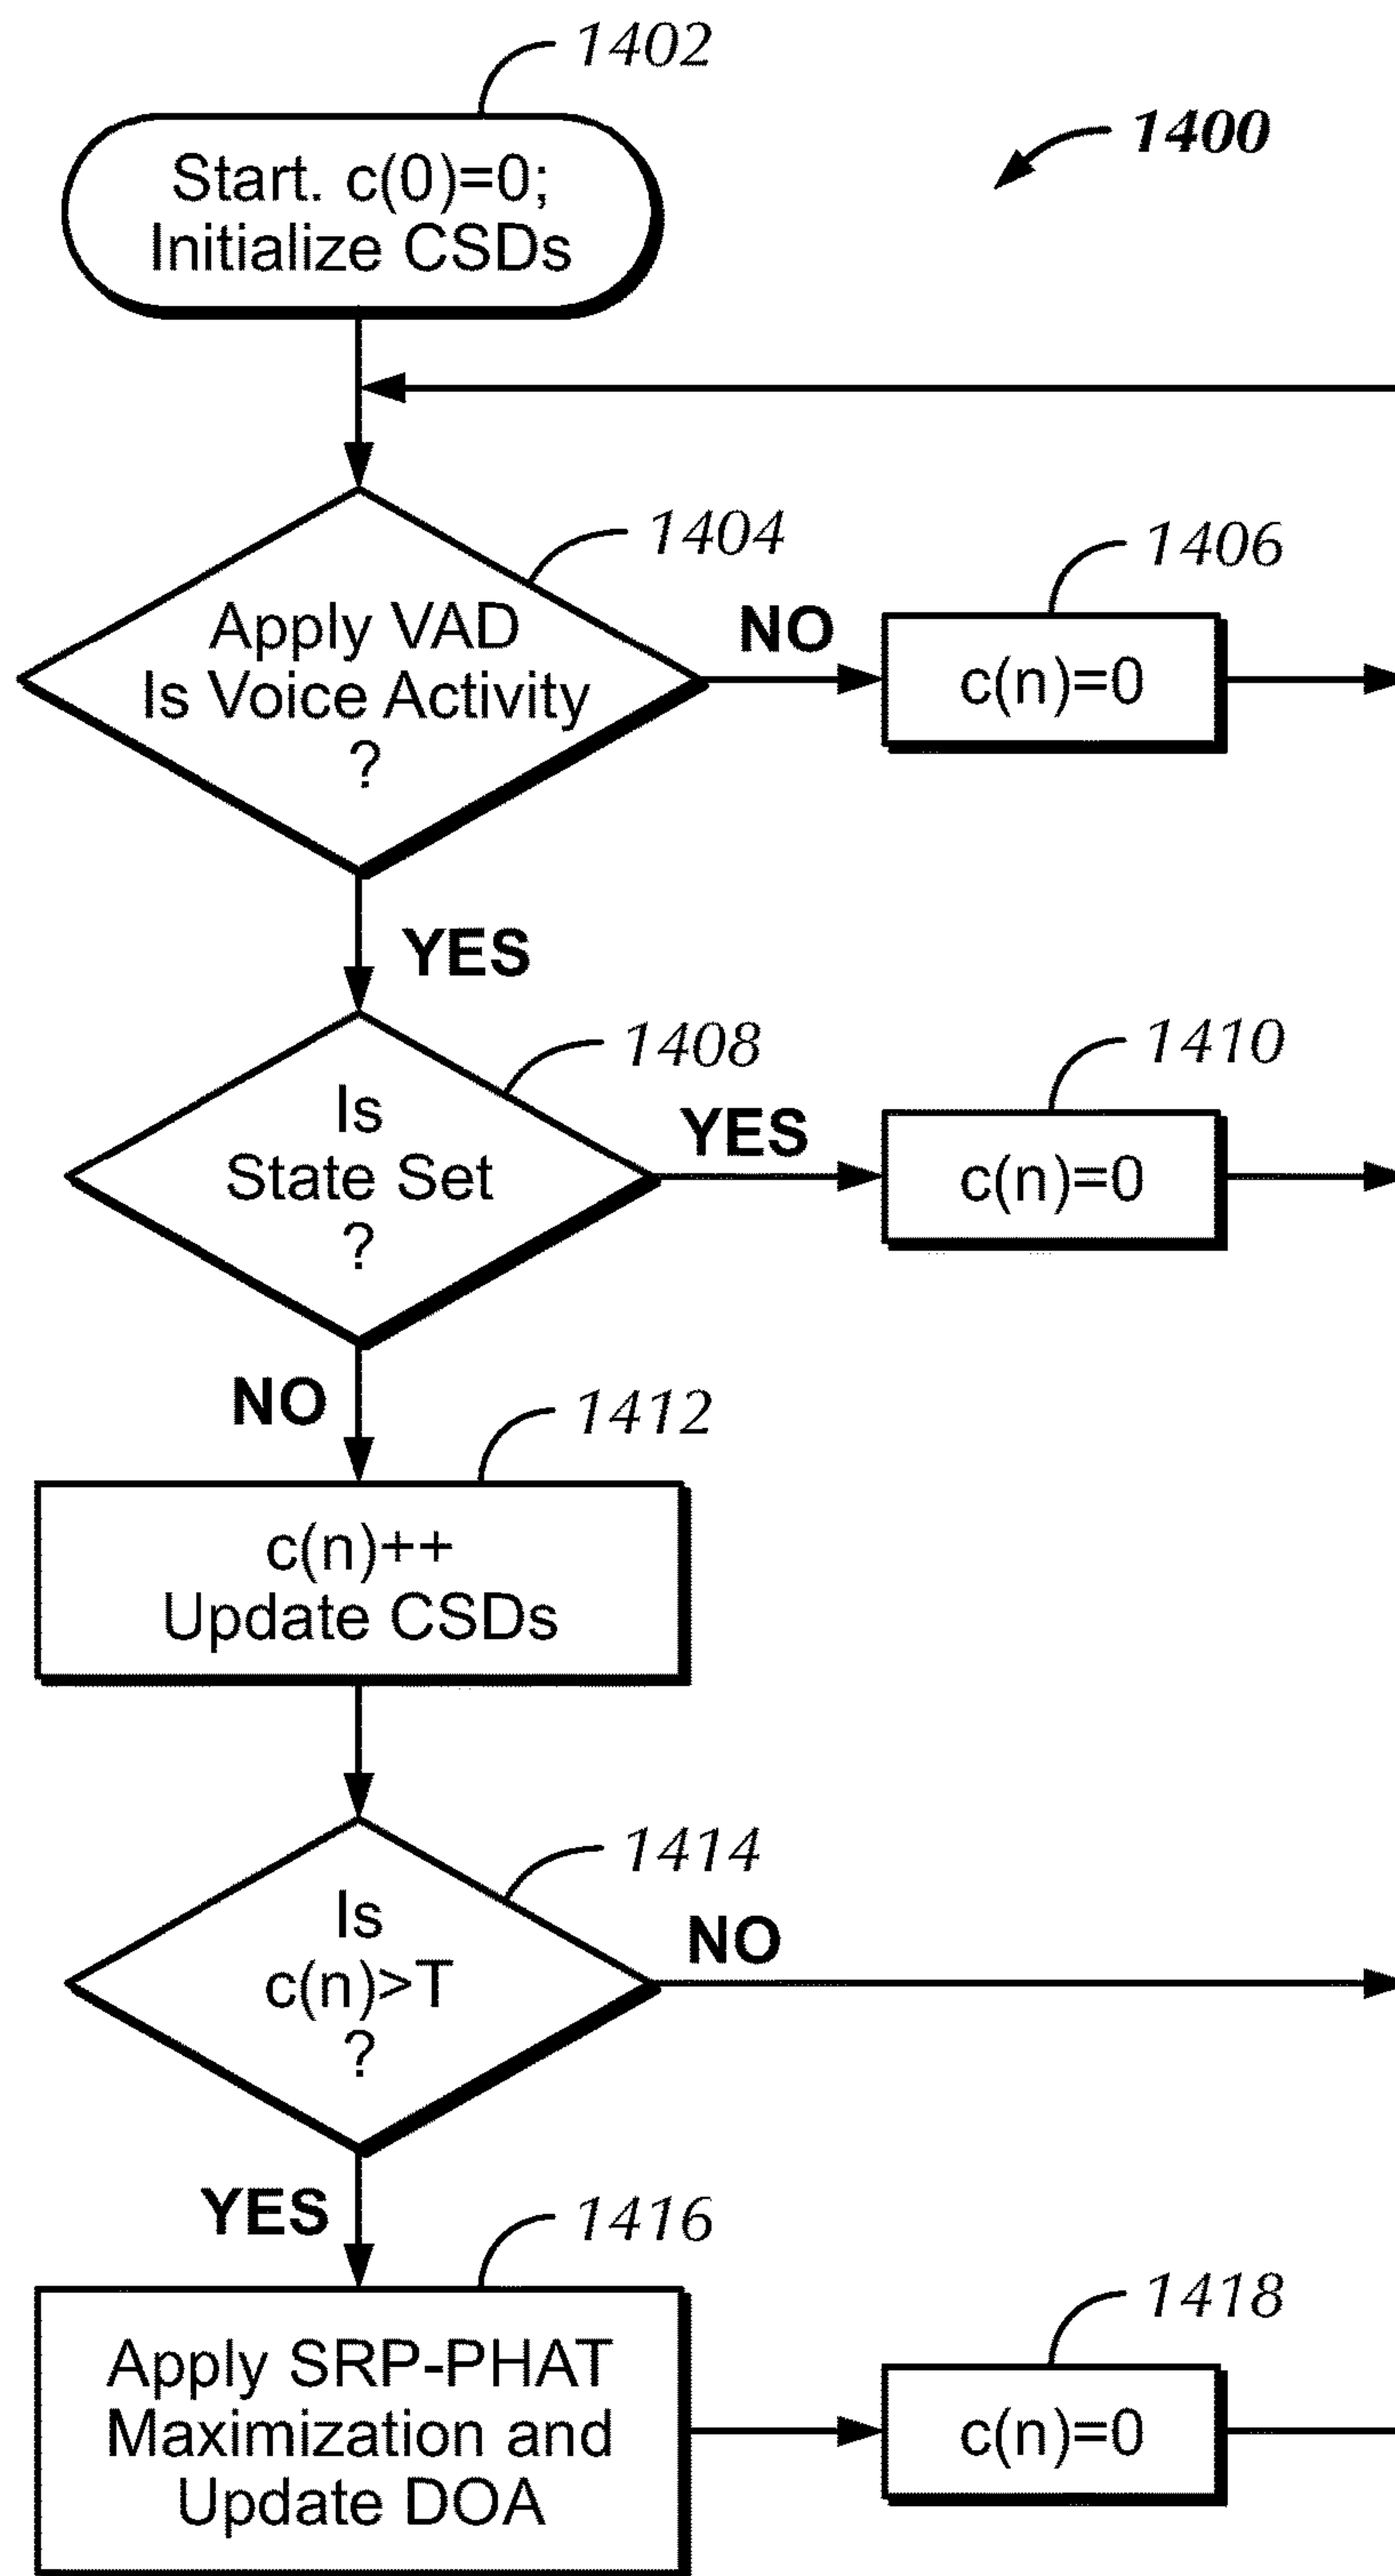 1402
1400
Start. c(0)=0;
Initialize CSDs
1404
Apply VAD
Is Voice Activity
?
NO
1406
c(n)=0
YES
1408
Is
State Set
?
YES
1410
c(n)=0
NO
1412
c(n)++
Update CSDs
1414
Is
c(n)>T
?
NO
YES
1416
Apply SRP-PHAT
Maximization and
Update DOA
1418
c(n)=0